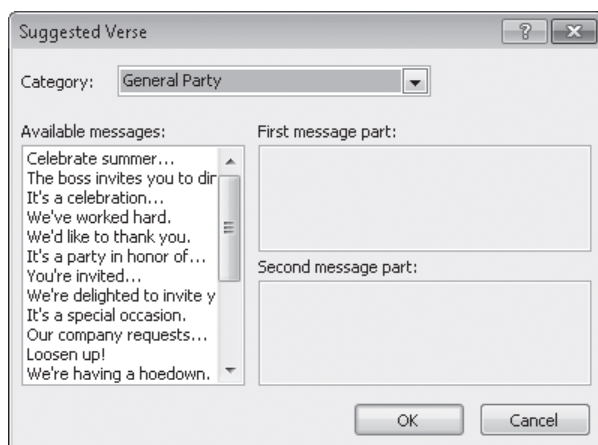 Suggested Verse
Category: General Party
Available messages:
Celebrate summer...
The boss invites you to dir
It's a celebration...
We've worked hard.
We'd like to thank you.
It's a party in honor of...
You're invited...
We're delighted to invite y
It's a special occasion.
Our company requests...
Loosen up!
We're having a hoedown.
First message part:
Second message part:
OK Cancel